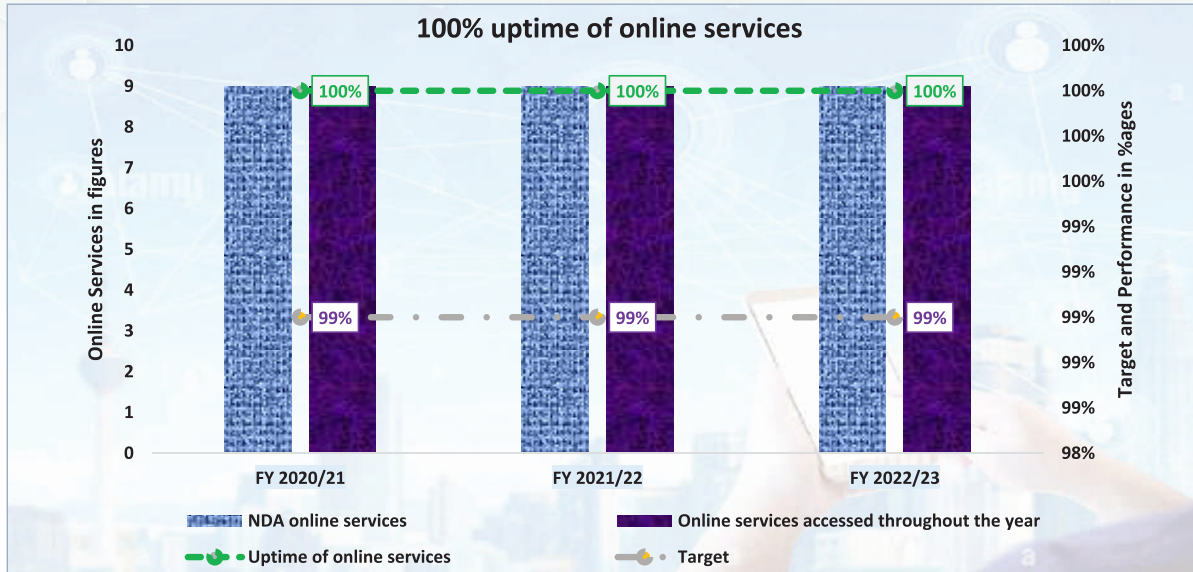 100% uptime of online services
Online Services in figures
10
9
8
7
6
5
4
3
2
1
0
100%
100%
100%
99%
99%
99%
FY 2020/21
FY 2021/22
FY 2022/23
100%
100%
100%
100%
99%
99%
99%
99%
99%
98%
Target and Performance in %ages
NDA online services
Online services accessed throughout the year
Uptime of online services
Target